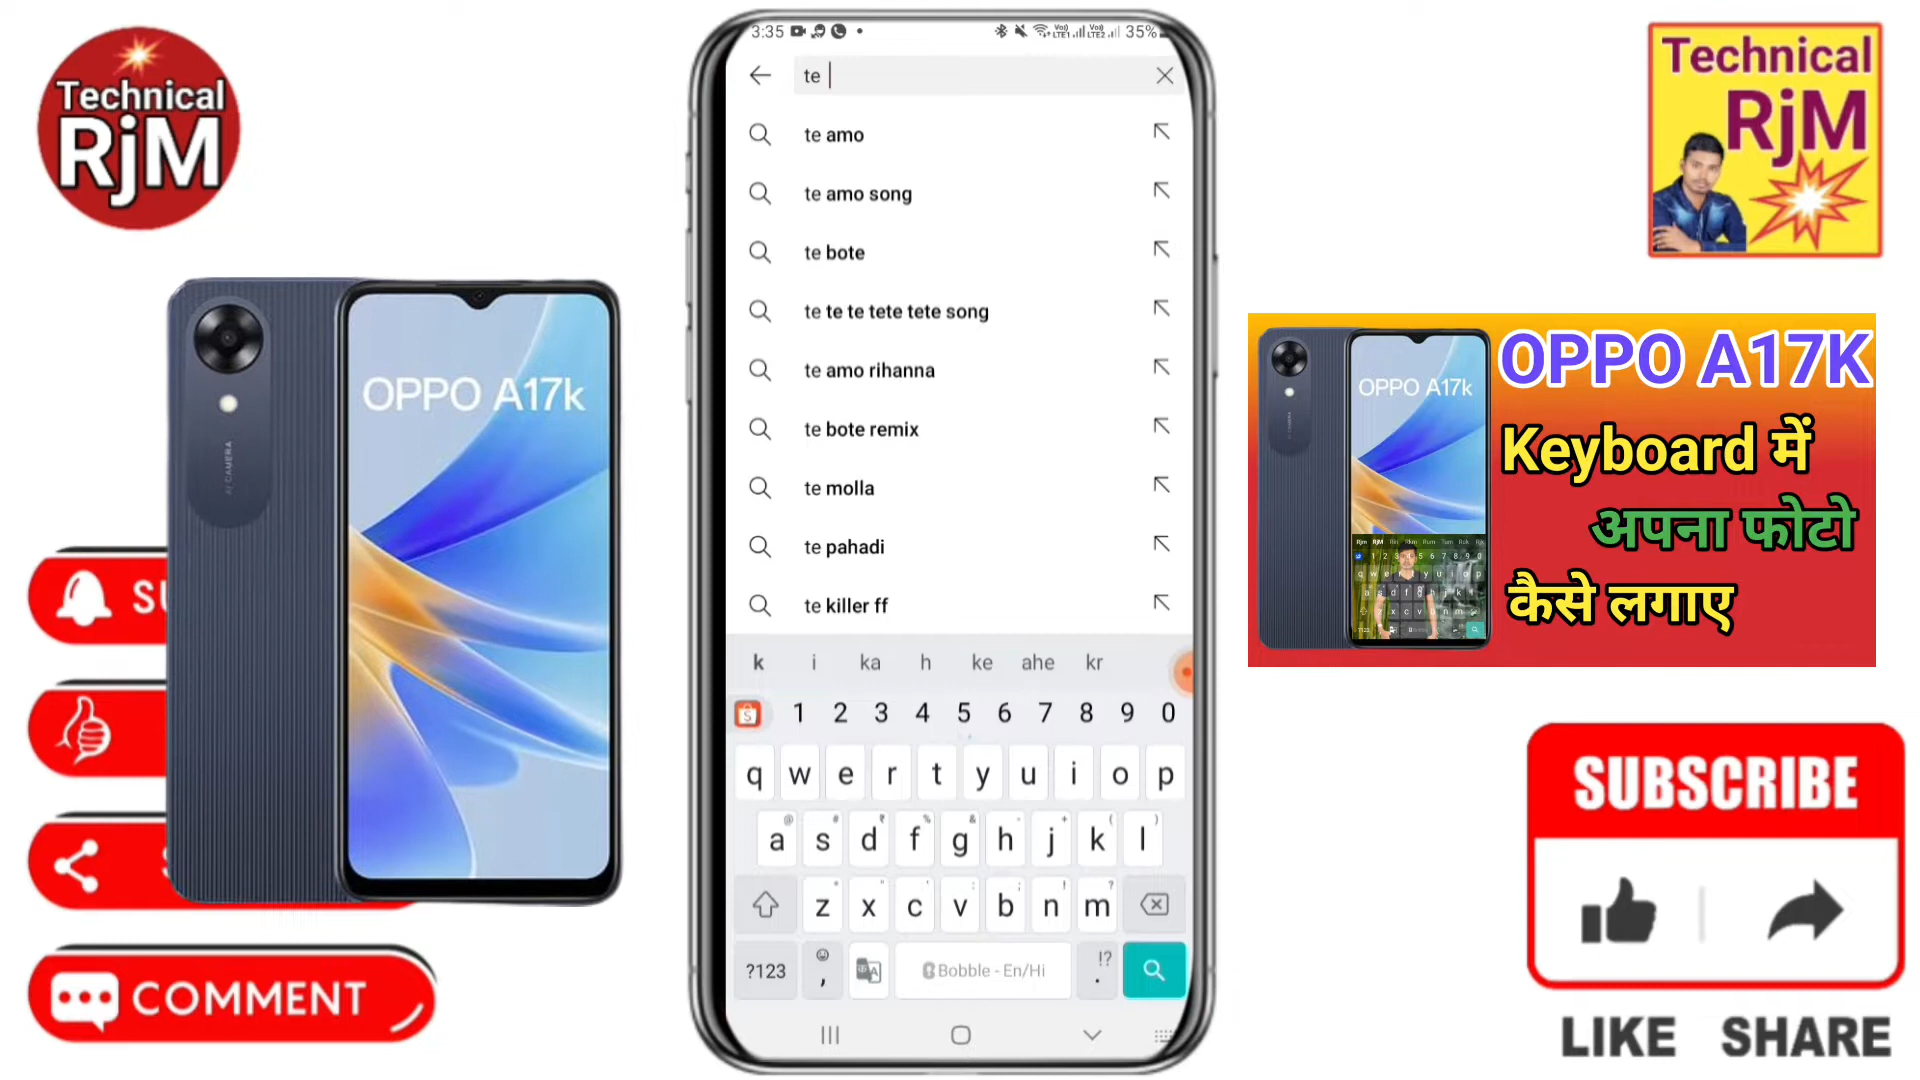 Technical
RjM
SU
COMMENT
AI CAMERA
OPPO A17k
3:35
35%
te
te amo
te amo song
te bote
te te te tete tete song
te amo rihanna
te bote remix
te molla
te pahadi
te killer ff
k i ka h ke ahe kr
1 2 3 4 5 6 7 8 9 0
q w e r t y u i o p
a s d f g h j k l
z x c v b n m
?123 , Bobble - En/Hi !? .
Technical
RjM
OPPO A17K
OPPO A17k
Keyboard में
अपना फोटो
कैसे लगाए
SUBSCRIBE
LIKE SHARE